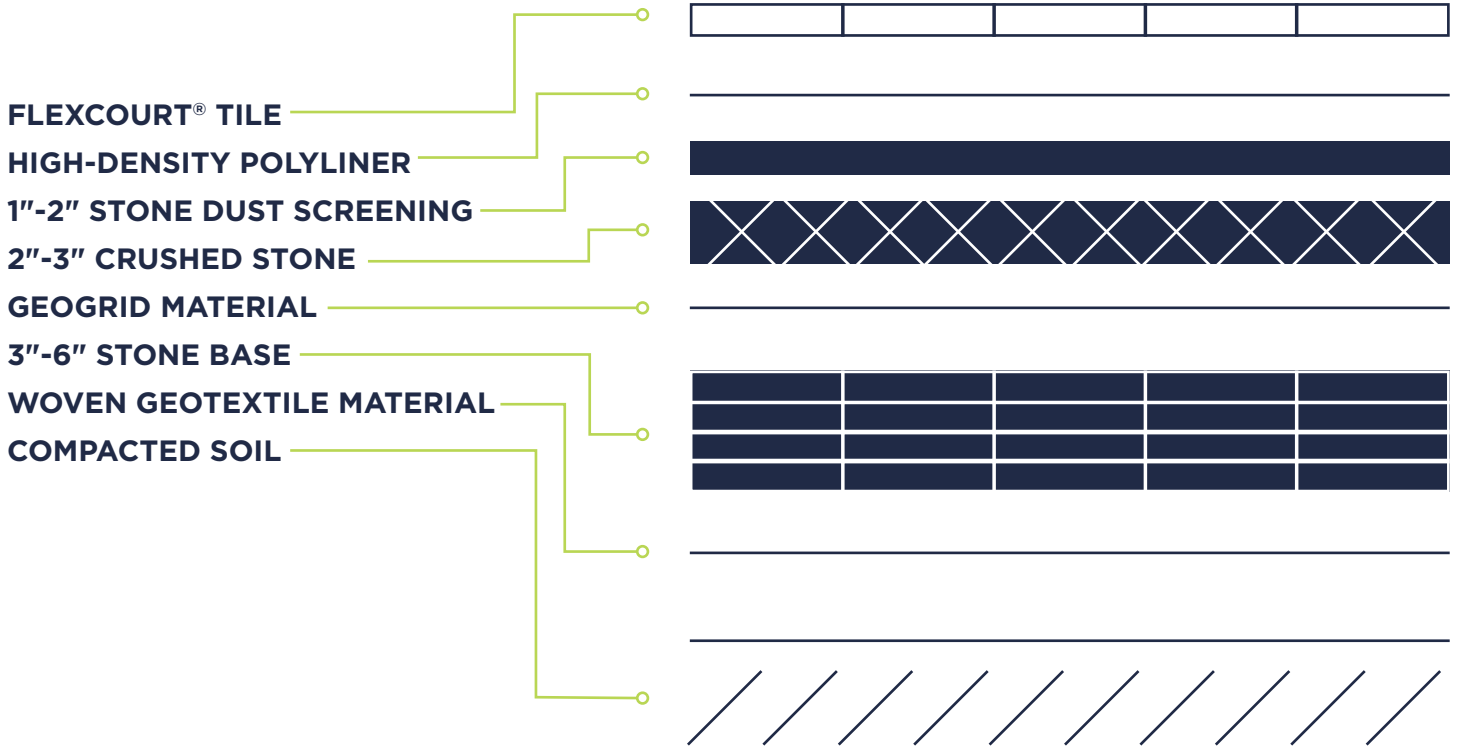 FLEXCOURT® TILE
HIGH-DENSITY POLYLINER
1"-2" STONE DUST SCREENING
2"-3" CRUSHED STONE
GEOGRID MATERIAL
3"-6" STONE BASE
WOVEN GEOTEXTILE MATERIAL
COMPACTED SOIL